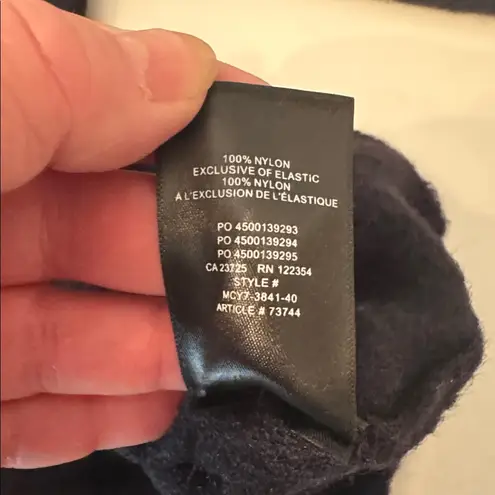 100% NYLON
EXCLUSIVE OF ELASTIC
100% NYLON
A L'EXCLUSION DE L'ÉLASTIQUE
PO 4500139293
PO 4500139294
PO 4500139295
CA 23725 RN 122354
STYLE #
MCY7-3841-40
ARTICLE # 73744